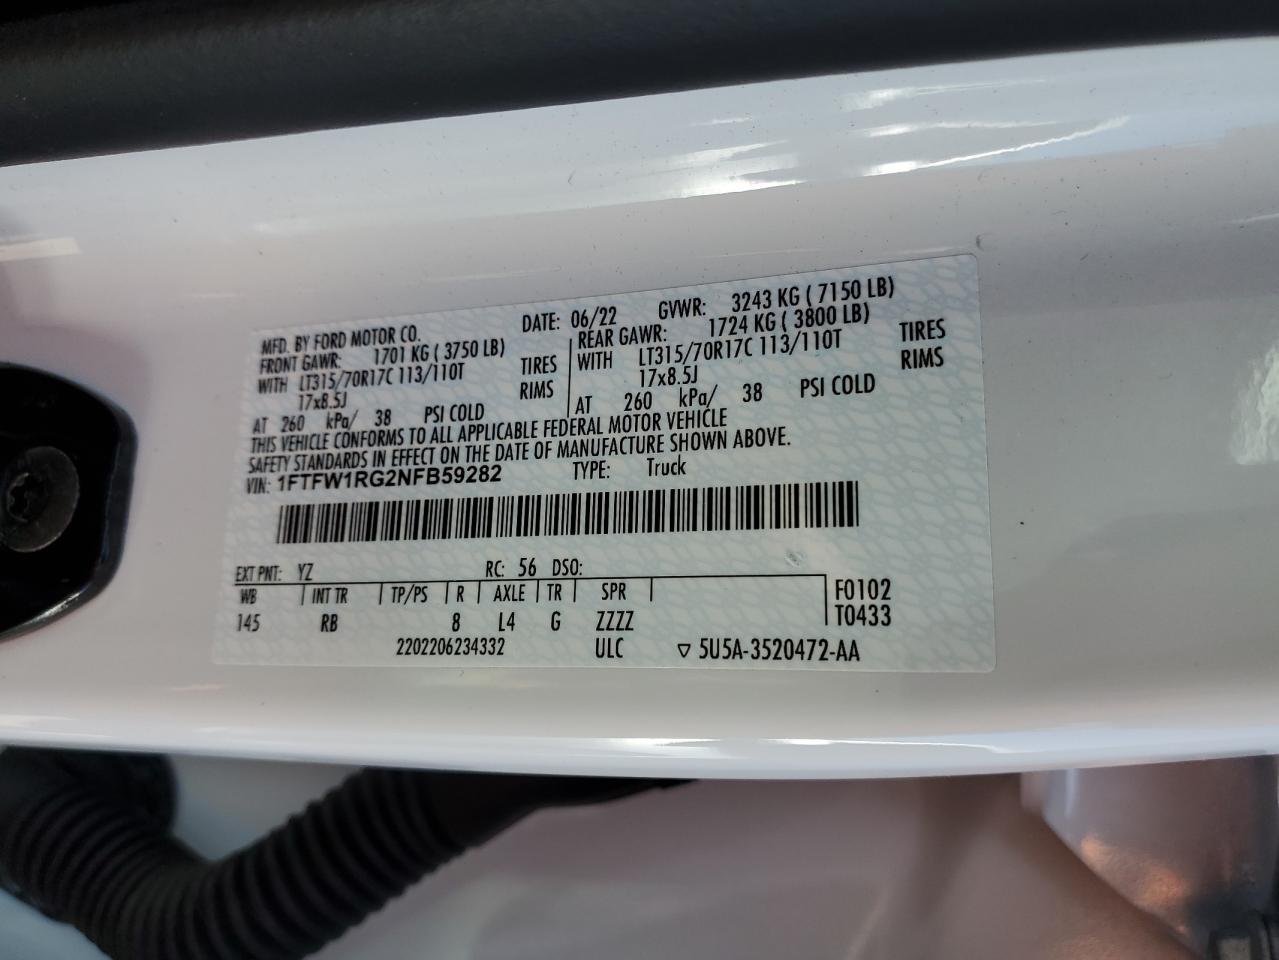 MFD. BY FORD MOTOR CO. DATE: 06/22 GVWR: 3243 KG ( 7150 LB)
FRONT GAWR: 1701 KG ( 3750 LB) REAR GAWR: 1724 KG ( 3800 LB)
WITH LT315/70R17C 113/110T TIRES WITH LT315/70R17C 113/110T TIRES
17x8.5J RIMS 17x8.5J RIMS
AT 260 kPa/ 38 PSI COLD AT 260 kPa/ 38 PSI COLD
THIS VEHICLE CONFORMS TO ALL APPLICABLE FEDERAL MOTOR VEHICLE
SAFETY STANDARDS IN EFFECT ON THE DATE OF MANUFACTURE SHOWN ABOVE.
VIN: 1FTFW1RG2NFB59282 TYPE: Truck
EXT PNT: YZ RC: 56 DSO:
WB INT TR TP/PS R AXLE TR SPR F0102
145 RB 8 L4 G ZZZZ T0433
2202206234332 ULC ▽ 5U5A-3520472-AA